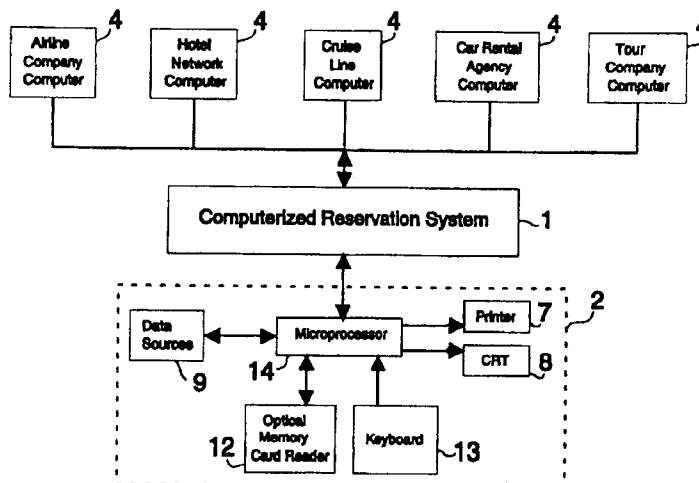 4 4 4 4 4
Airline Company Computer
Hotel Network Computer
Cruise Line Computer
Car Rental Agency Computer
Tour Company Computer
Computerized Reservation System
1
2
Data Sources
9
Microprocessor
14
Printer
7
CRT
8
Optical Memory Card Reader
12
Keyboard
13